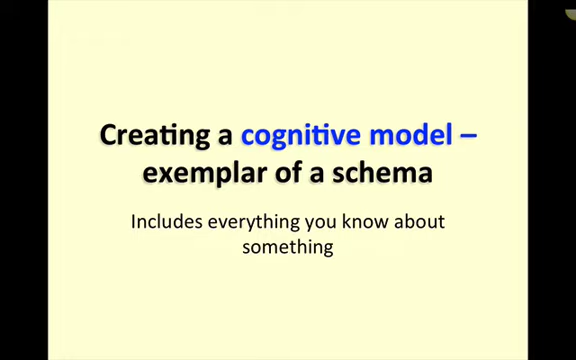 Creating a cognitive model –
exemplar of a schema
Includes everything you know about
something